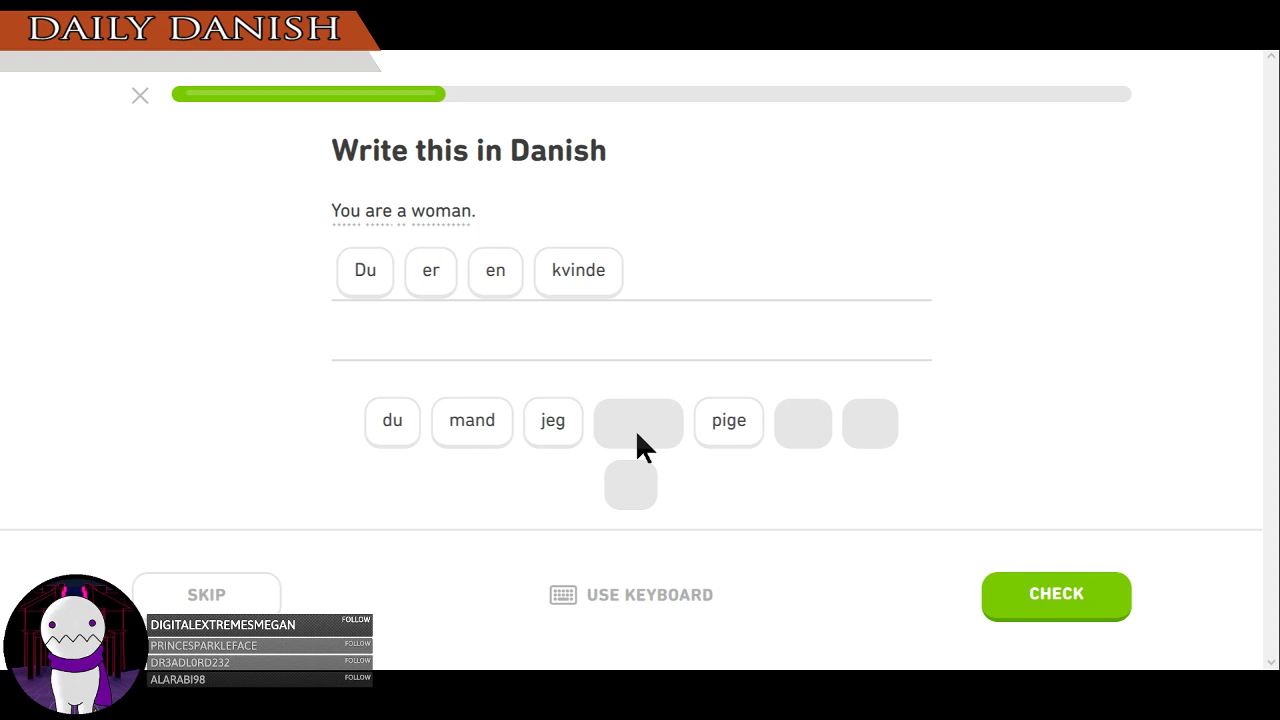 DAILY DANISH
Write this in Danish
You are a woman.
Du er en kvinde
du mand jeg pige
SKIP
USE KEYBOARD
CHECK
DIGITALEXTREMESMEGAN FOLLOW
PRINCESPARKLEFACE FOLLOW
DR3ADL0RD232 FOLLOW
ALARABI98 FOLLOW